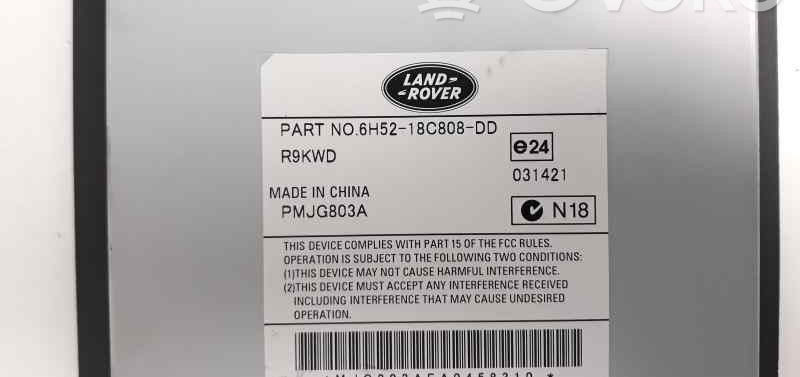 LAND-
-ROVER
PART NO.6H52-18C808-DD
R9KWD
e24
031421
MADE IN CHINA
PMJG803A
N18
THIS DEVICE COMPLIES WITH PART 15 OF THE FCC RULES.
OPERATION IS SUBJECT TO THE FOLLOWING TWO CONDITIONS:
(1)THIS DEVICE MAY NOT CAUSE HARMFUL INTERFERENCE.
(2)THIS DEVICE MUST ACCEPT ANY INTERFERENCE RECEIVED
INCLUDING INTERFERENCE THAT MAY CAUSE UNDESIRED
OPERATION.